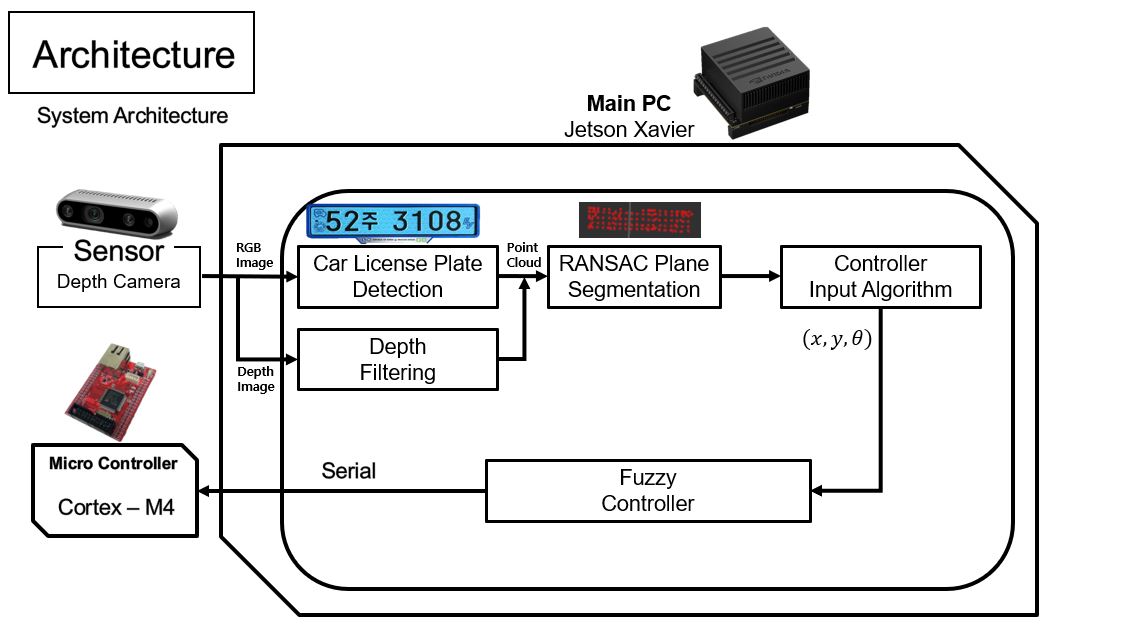 Architecture
System Architecture
Main PC
Jetson Xavier
NVIDIA
Sensor
Depth Camera
RGB
Image
Depth
Image
52주 3108
Car License Plate
Detection
Point
Cloud
RANSAC Plane
Segmentation
Controller
Input Algorithm
Depth
Filtering
(x, y, θ)
Micro Controller
Cortex – M4
Serial
Fuzzy
Controller